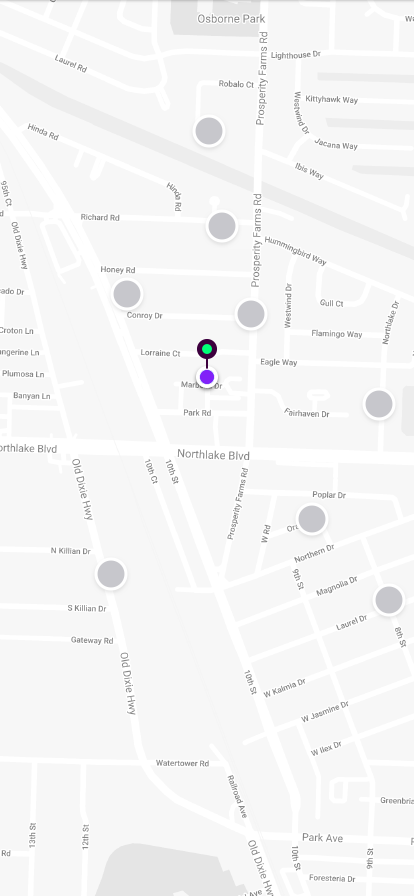 Osborne Park
Lighthouse Dr
Laurel Rd
Prosperity Farms Rd
Robalo Ct
Kittyhawk Way
Westwind Dr
Hinda Rd
Jacana Way
Ibis Way
95th Ct
Hinda Rd
Richard Rd
Prosperity Farms Rd
Old Dixie Hwy
Hummingbird Way
Honey Rd
Westwind Dr
Gull Ct
Northlake Dr
Conroy Dr
Croton Ln
Flamingo Way
Lorraine Ct
Eagle Way
Plumosa Ln
Banyan Ln
Park Rd
Fairhaven Dr
Northlake Blvd
Old Dixie Hwy
10th Ct
10th St
Prosperity Farms Rd
Poplar Dr
W Rd
N Killian Dr
Northern Dr
9th St
Magnolia Dr
S Killian Dr
Laurel Dr
8th St
Gateway Rd
Old Dixie Hwy
10th St
W Kalmia Dr
W Jasmine Dr
W Ilex Dr
Watertower Rd
Railroad Ave
13th St
12th St
Park Ave
Old Dixie
10th St
9th St
Rd
Foresteria Dr